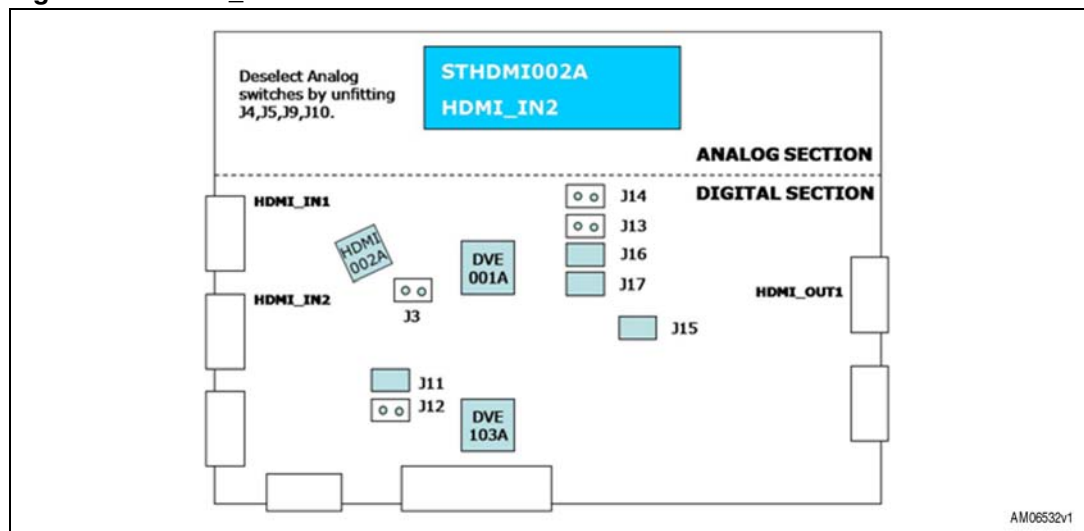 Deselect Analog
switches by unfitting
J4,J5,J9,J10.
STHDMI002A
HDMI_IN2
ANALOG SECTION
DIGITAL SECTION
HDMI_IN1
HDMI
002A
DVE
001A
J14
J13
J16
J17
HDMI_IN2
J3
HDMI_OUT1
J15
J11
J12
DVE
103A
AM06532v1